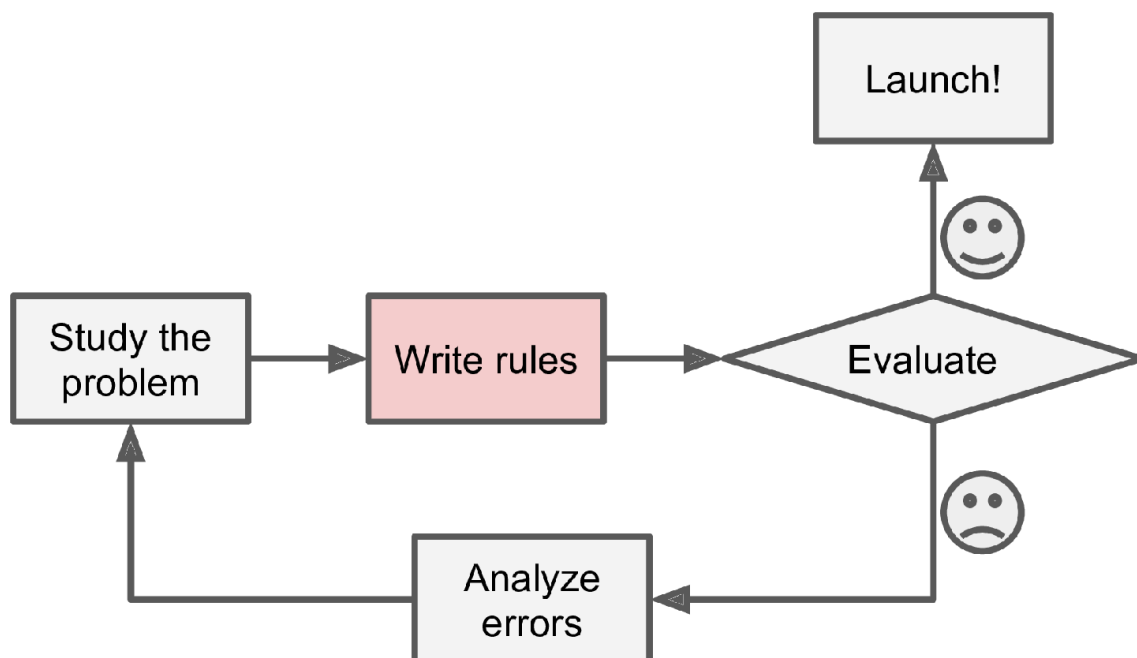 Launch!
Study the
problem
Write rules
Evaluate
Analyze
errors